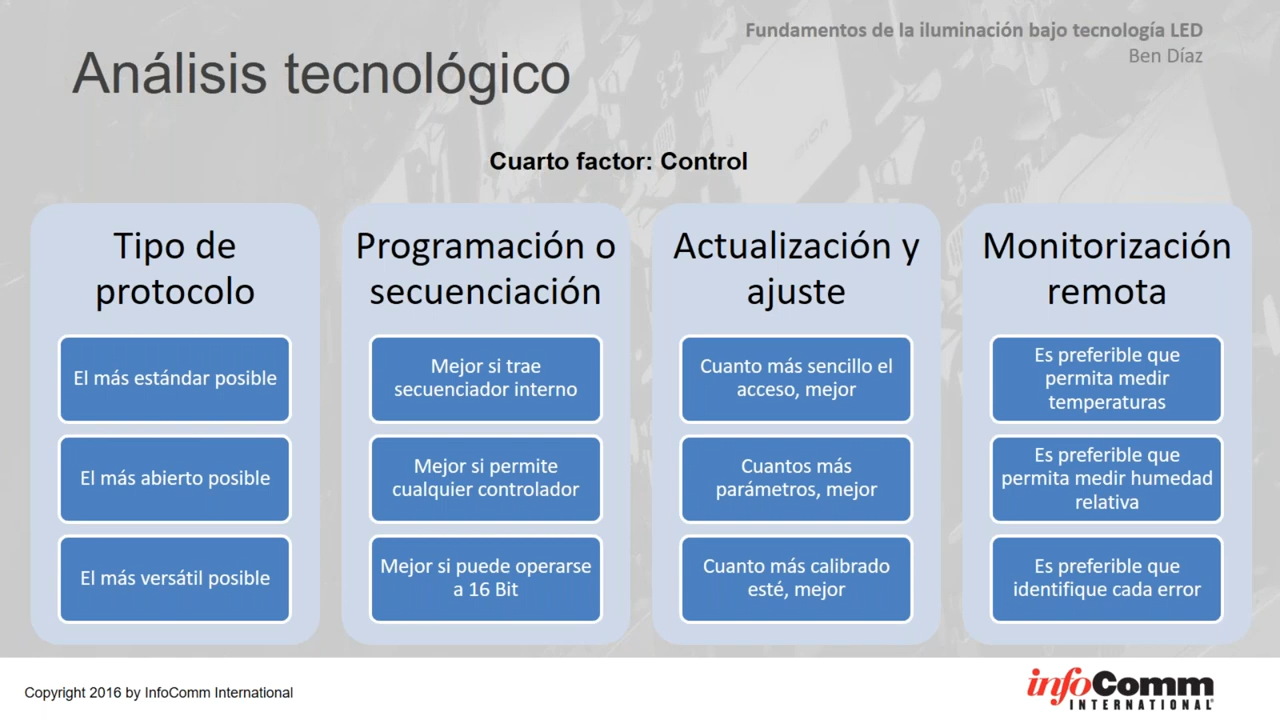 Fundamentos de la iluminación bajo tecnología LED
Ben Díaz
Análisis tecnológico
Cuarto factor: Control
Tipo de
protocolo
El más estándar posible
El más abierto posible
El más versátil posible
Programación o
secuenciación
Mejor si trae
secuenciador interno
Mejor si permite
cualquier controlador
Mejor si puede operarse
a 16 Bit
Actualización y
ajuste
Cuanto más sencillo el
acceso, mejor
Cuantos más
parámetros, mejor
Cuanto más calibrado
esté, mejor
Monitorización
remota
Es preferible que
permita medir
temperaturas
Es preferible que
permita medir humedad
relativa
Es preferible que
identifique cada error
Copyright 2016 by InfoComm International
infoComm
INTERNATIONAL